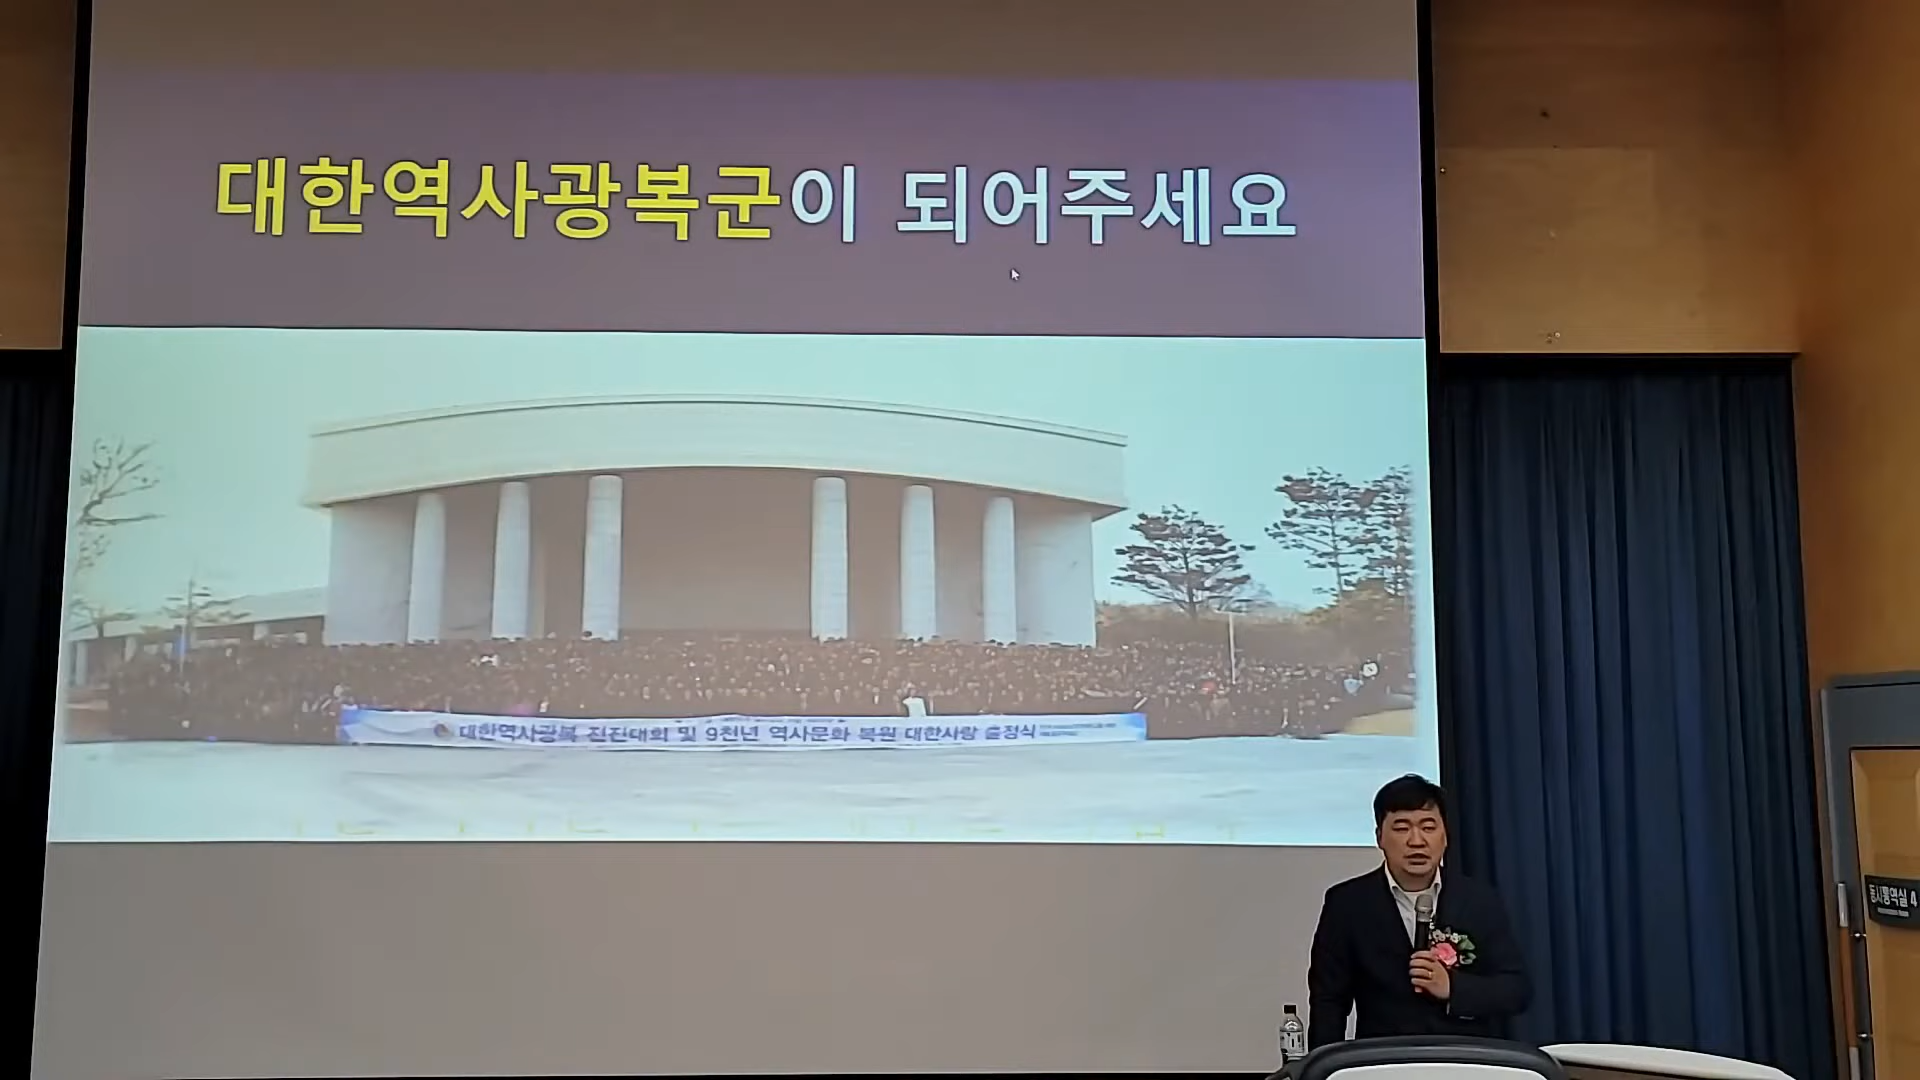 대한역사광복군이 되어주세요
대한역사광복 전진대회 및 9천년 역사문화 복원 대한사랑 출정식
동시통역실 4